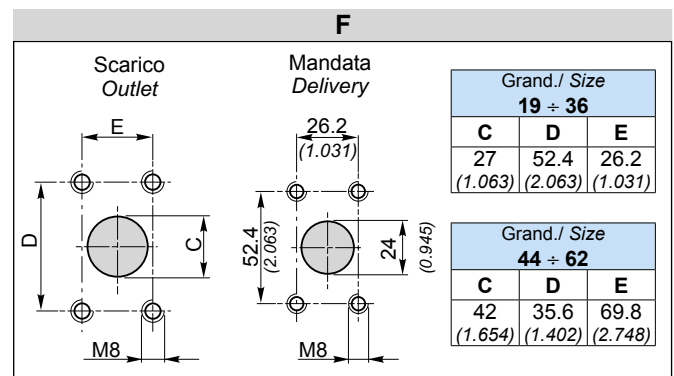 F
Scarico
Outlet
E
D
C
M8
Mandata
Delivery
26.2
(1.031)
52.4
(2.063)
24
(0.945)
M8
Grand./ Size
19 ÷ 36
C D E
27 52.4 26.2
(1.063) (2.063) (1.031)
Grand./ Size
44 ÷ 62
C D E
42 35.6 69.8
(1.654) (1.402) (2.748)